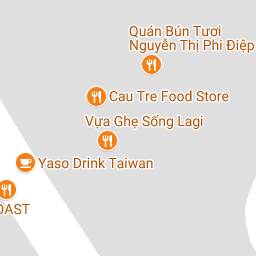 Quán Bún Tươi
Nguyễn Thị Phi Điệp
Cau Tre Food Store
Vựa Ghẹ Sống Lagi
Yaso Drink Taiwan
OAST